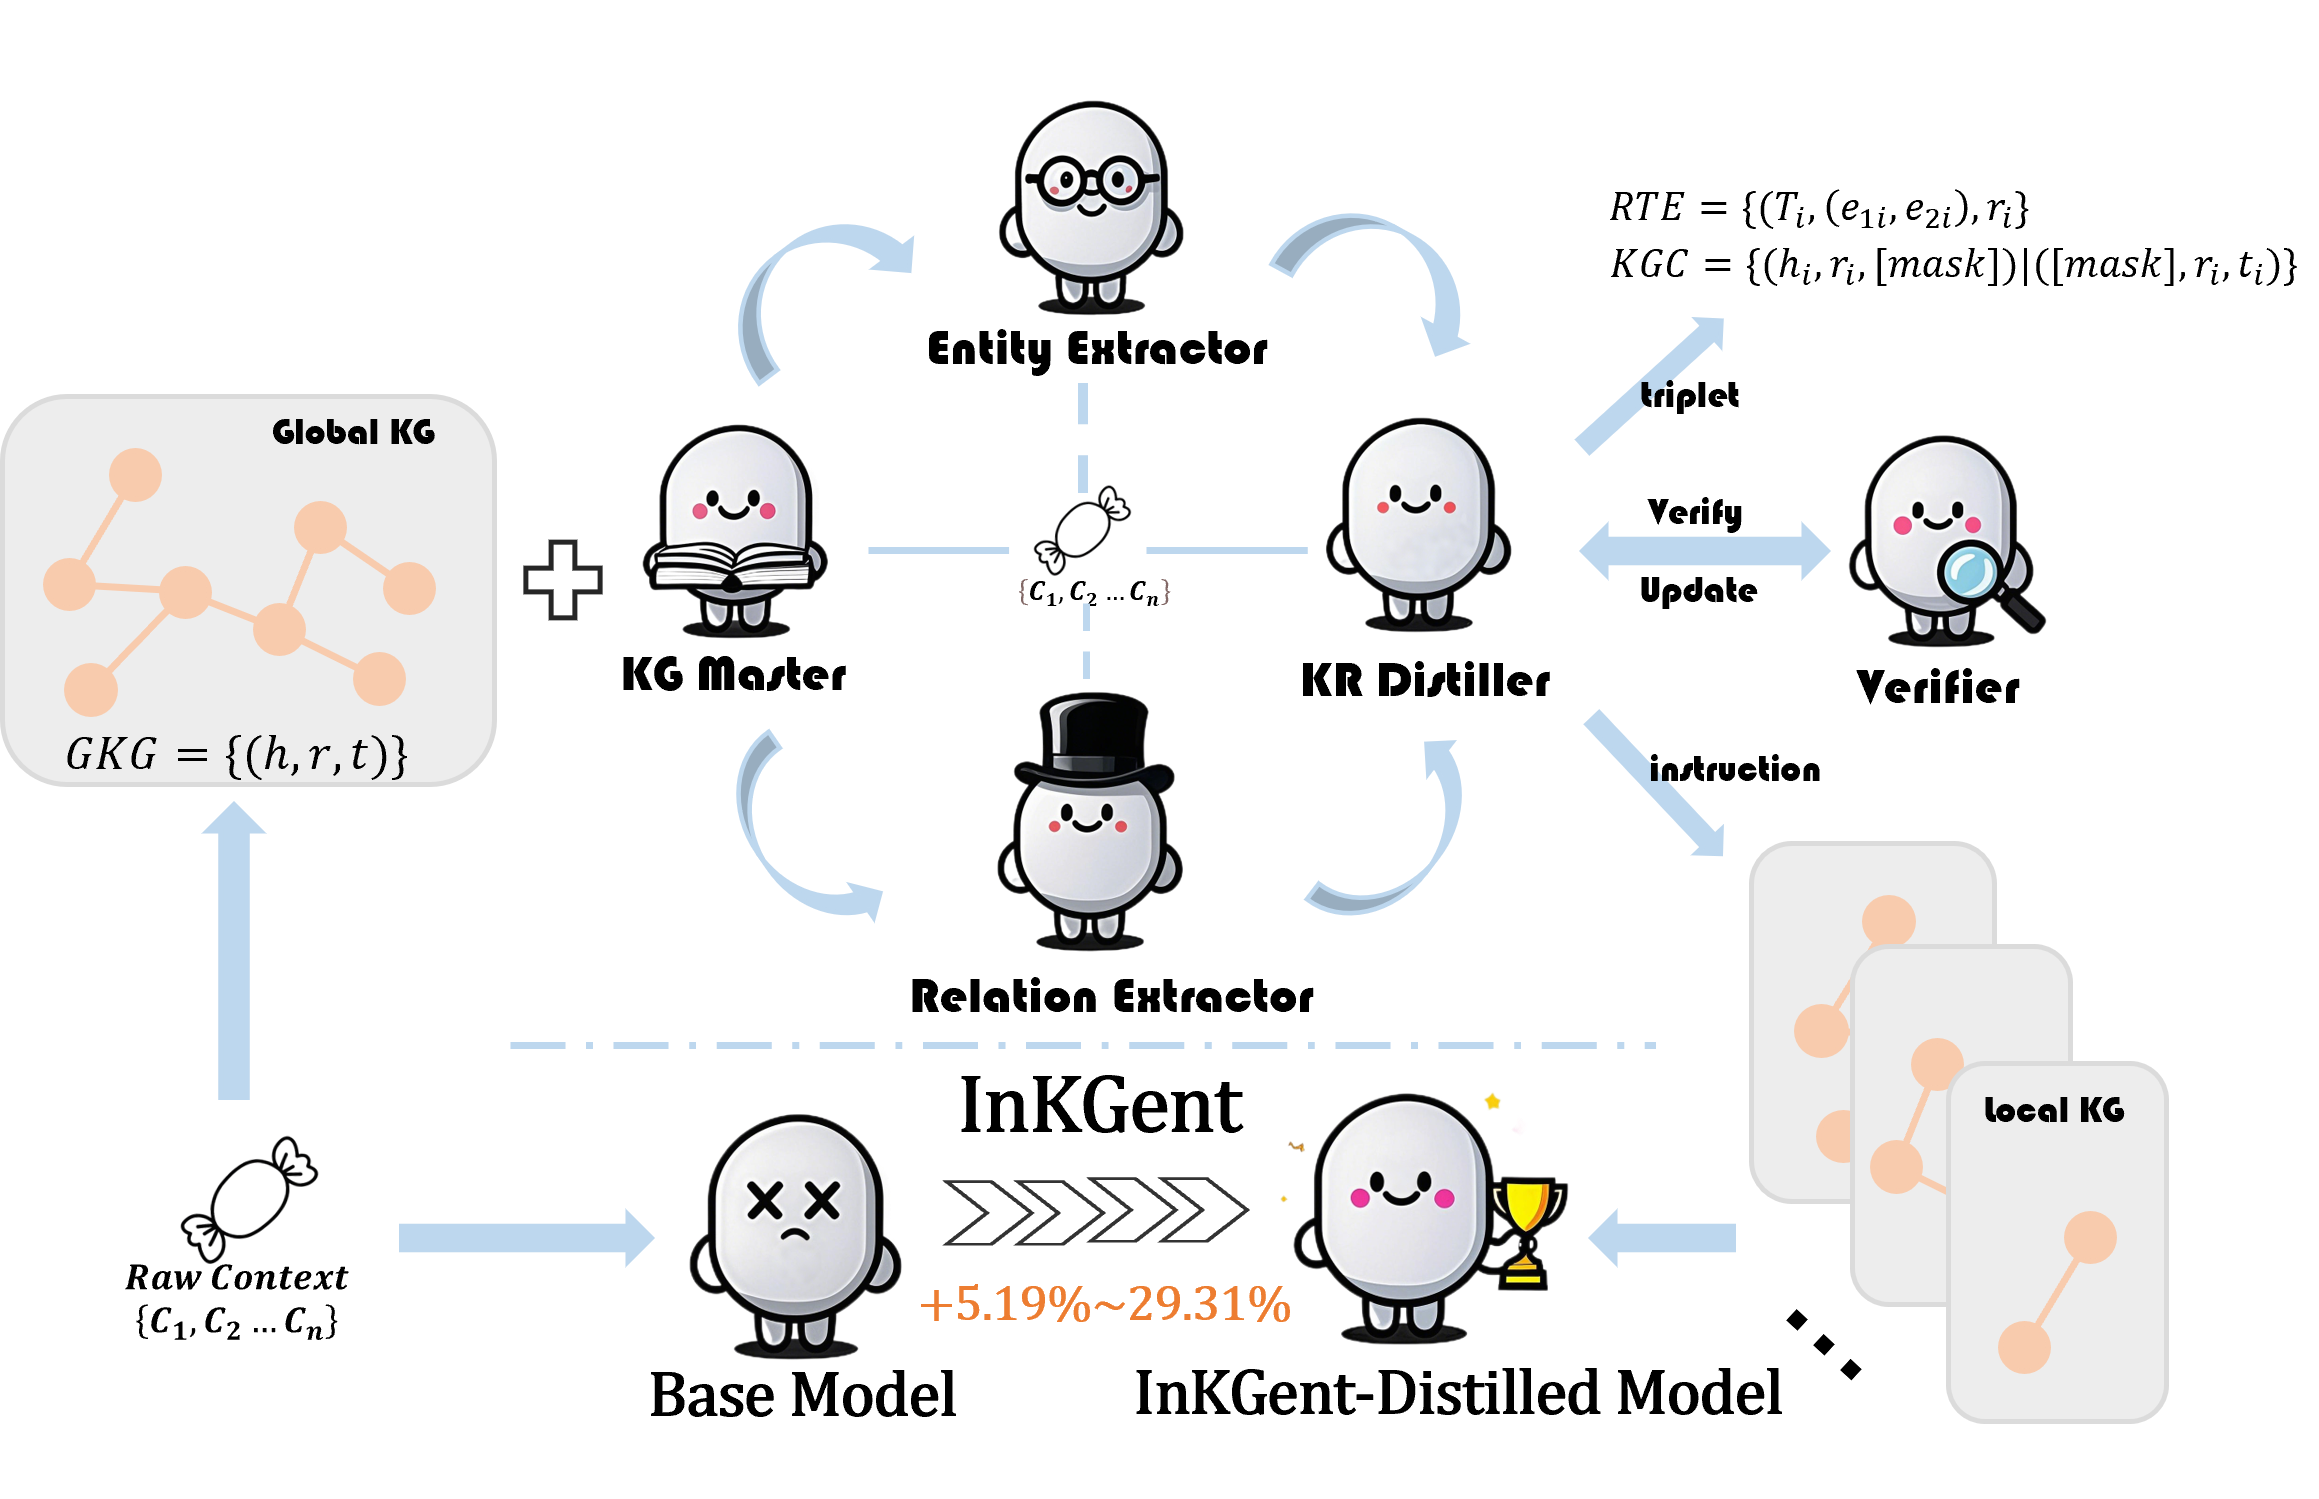 RTE = {(T_i, (e_{1i}, e_{2i}), r_i}
KGC = {(h_i, r_i, [mask])|([mask], r_i, t_i)}
Entity Extractor
triplet
Global KG
GKG = {(h, r, t)}
KG Master
{C_1, C_2 ... C_n}
KR Distiller
Verify
Update
Verifier
instruction
Relation Extractor
InKGent
Local KG
Raw Context
{C_1, C_2 ... C_n}
+5.19%~29.31%
Base Model
InKGent-Distilled Model